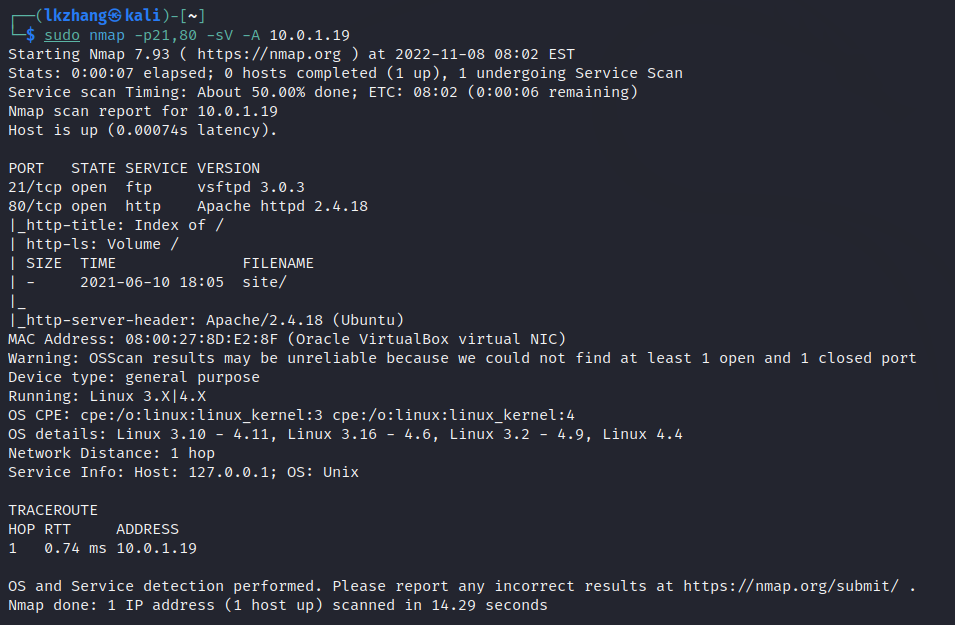 ┌──(lkzhang㉿kali)-[~]
└─$ sudo nmap -p21,80 -sV -A 10.0.1.19
Starting Nmap 7.93 ( https://nmap.org ) at 2022-11-08 08:02 EST
Stats: 0:00:07 elapsed; 0 hosts completed (1 up), 1 undergoing Service Scan
Service scan Timing: About 50.00% done; ETC: 08:02 (0:00:06 remaining)
Nmap scan report for 10.0.1.19
Host is up (0.00074s latency).

PORT   STATE SERVICE VERSION
21/tcp open  ftp     vsftpd 3.0.3
80/tcp open  http    Apache httpd 2.4.18
|_http-title: Index of /
| http-ls: Volume /
| SIZE  TIME              FILENAME
| -     2021-06-10 18:05  site/
|_
|_http-server-header: Apache/2.4.18 (Ubuntu)
MAC Address: 08:00:27:8D:E2:8F (Oracle VirtualBox virtual NIC)
Warning: OSScan results may be unreliable because we could not find at least 1 open and 1 closed port
Device type: general purpose
Running: Linux 3.X|4.X
OS CPE: cpe:/o:linux:linux_kernel:3 cpe:/o:linux:linux_kernel:4
OS details: Linux 3.10 - 4.11, Linux 3.16 - 4.6, Linux 3.2 - 4.9, Linux 4.4
Network Distance: 1 hop
Service Info: Host: 127.0.0.1; OS: Unix

TRACEROUTE
HOP RTT     ADDRESS
1   0.74 ms 10.0.1.19

OS and Service detection performed. Please report any incorrect results at https://nmap.org/submit/ .
Nmap done: 1 IP address (1 host up) scanned in 14.29 seconds